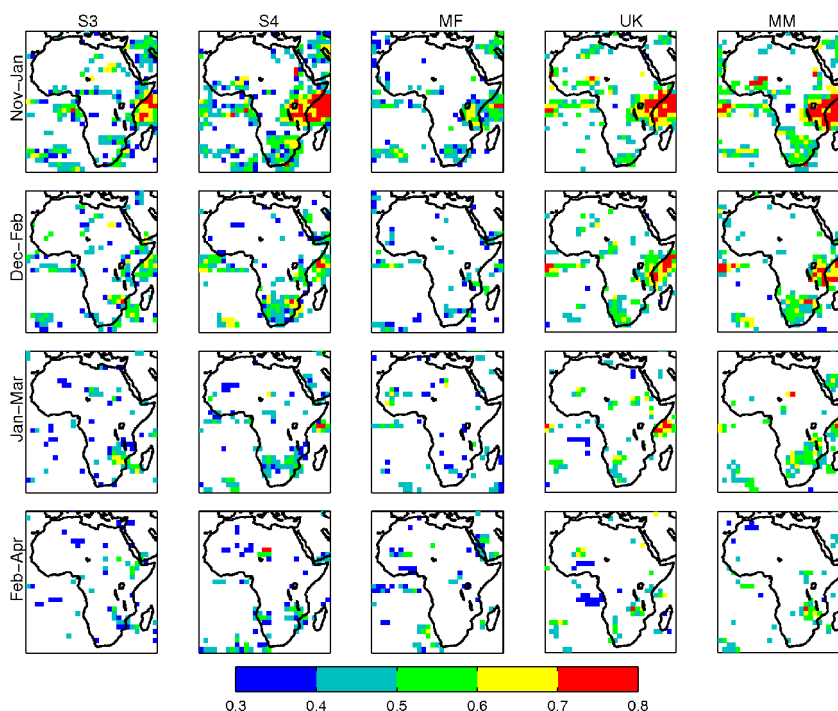 S3 S4 MF UK MM
Nov-Jan
Dec-Feb
Jan-Mar
Feb-Apr
0.3 0.4 0.5 0.6 0.7 0.8